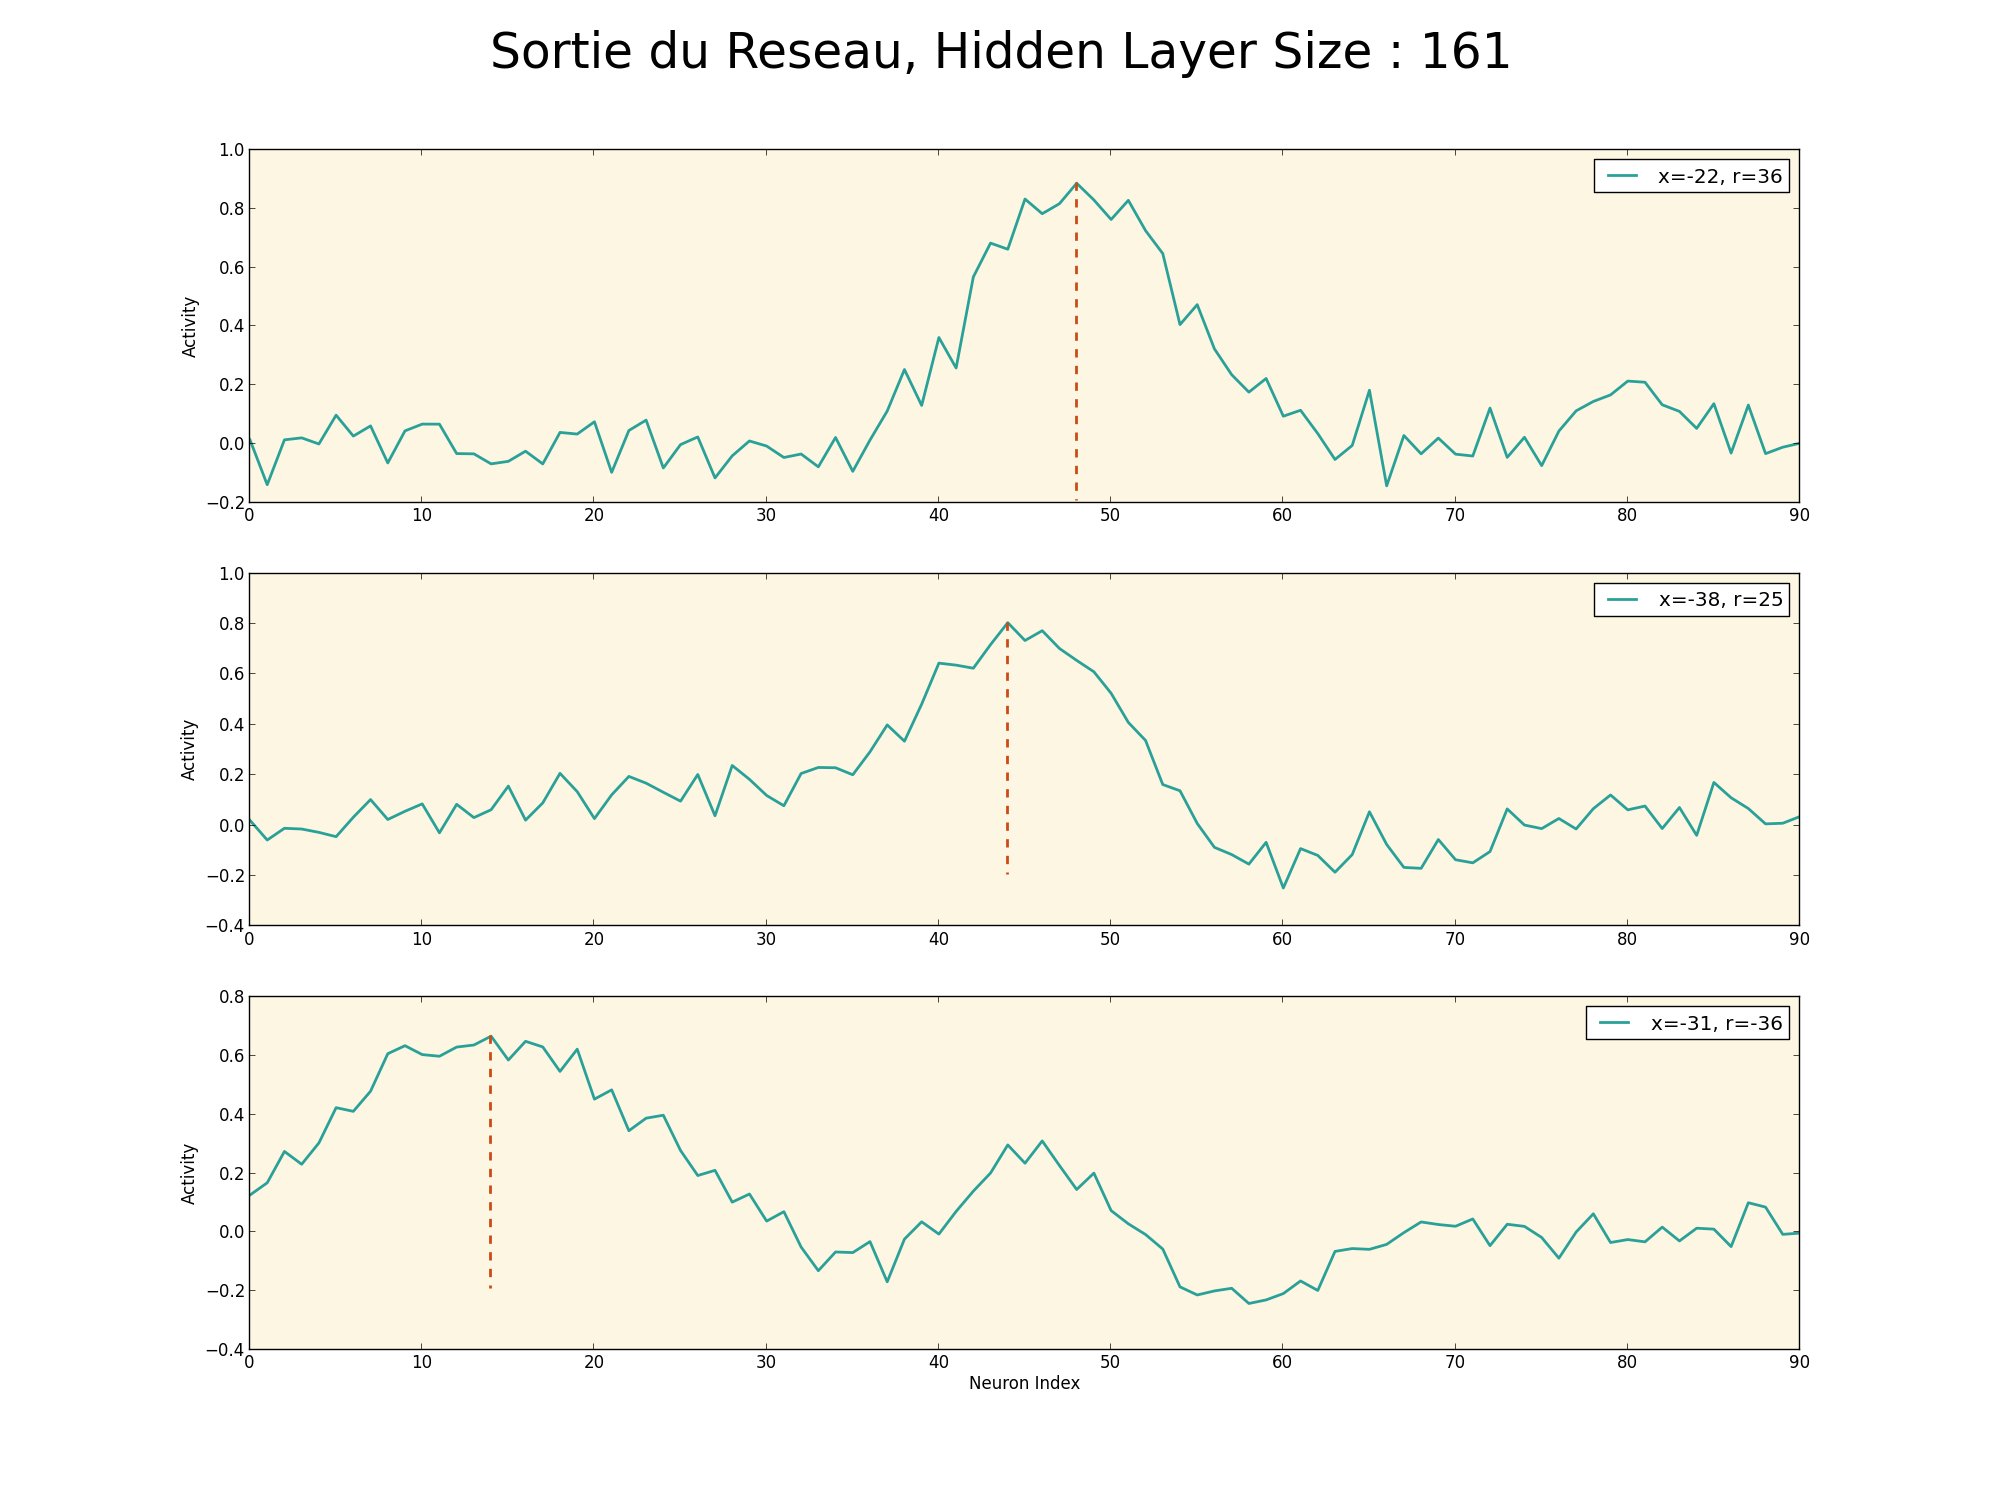 Sortie du Reseau, Hidden Layer Size : 161
1.0
0.8
0.6
0.4
0.2
0.0
−0.2
Activity
x=-22, r=36
0 10 20 30 40 50 60 70 80 90
1.0
0.8
0.6
0.4
0.2
0.0
−0.2
−0.4
Activity
x=-38, r=25
0 10 20 30 40 50 60 70 80 90
0.8
0.6
0.4
0.2
0.0
−0.2
−0.4
Activity
x=-31, r=-36
0 10 20 30 40 50 60 70 80 90
Neuron Index